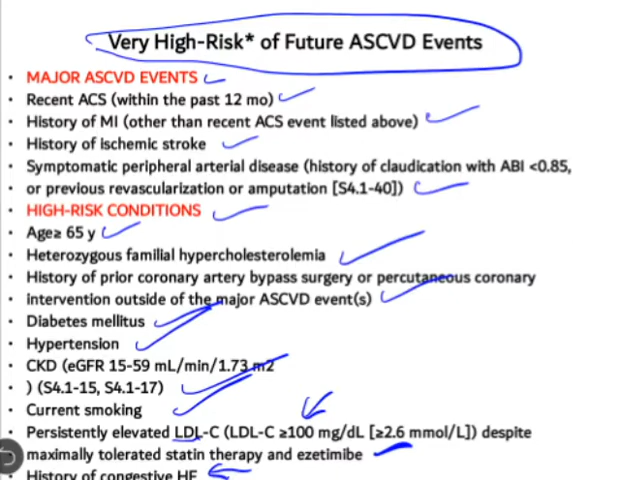 Very High-Risk* of Future ASCVD Events
• MAJOR ASCVD EVENTS
• Recent ACS (within the past 12 mo)
• History of MI (other than recent ACS event listed above)
• History of ischemic stroke
• Symptomatic peripheral arterial disease (history of claudication with ABI <0.85,
• or previous revascularization or amputation [S4.1-40])
• HIGH-RISK CONDITIONS
• Age≥ 65 y
• Heterozygous familial hypercholesterolemia
• History of prior coronary artery bypass surgery or percutaneous coronary
• intervention outside of the major ASCVD event(s)
• Diabetes mellitus
• Hypertension
• CKD (eGFR 15-59 mL/min/1.73 m2
• ) (S4.1-15, S4.1-17)
• Current smoking
• Persistently elevated LDL-C (LDL-C ≥100 mg/dL [≥2.6 mmol/L]) despite
maximally tolerated statin therapy and ezetimibe
• History of congestive HF